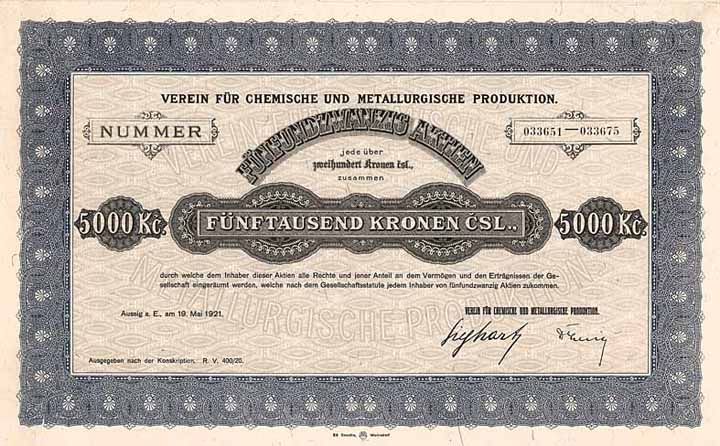 VEREIN FÜR CHEMISCHE UND METALLURGISCHE PRODUKTION.
NUMMER
033651—033675
FÜNFUNDZWANZIG AKTIEN
jede über
zweihundert Kronen čsl.,
zusammen
5000 Kč.
FÜNFTAUSEND KRONEN ČSL.,
5000 Kč.
durch welche dem Inhaber dieser Aktien alle Rechte und jener Anteil an dem Vermögen und den Erträgnissen der Ge-
sellschaft eingeräumt werden, welche nach dem Gesellschaftsstatute jedem Inhaber von fünfundzwanzig Aktien zukommen.
Aussig a. E., am 19. Mai 1921.
VEREIN FÜR CHEMISCHE UND METALLURGISCHE PRODUKTION.
Ausgegeben nach der Konskription. R. V. 400/20.